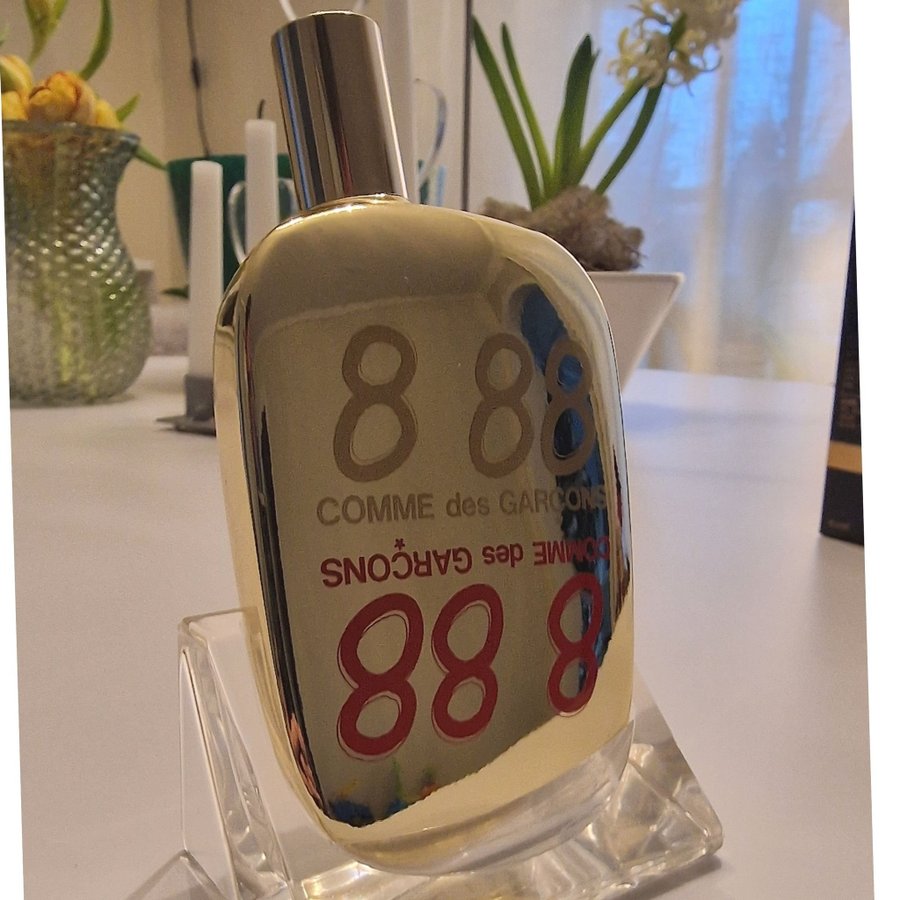 8 88
COMME des GARCONS
COMME des GARÇONS*
88 8